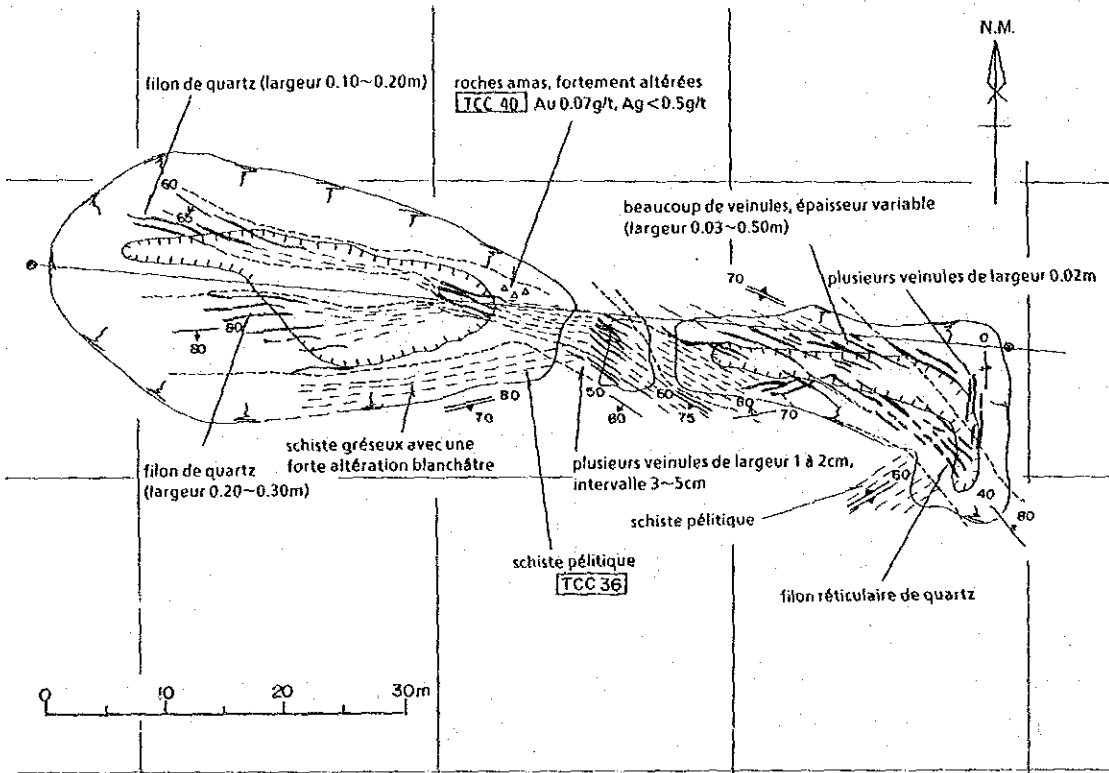 N.M.
filon de quartz (largeur 0.10~0.20m)
roches amas, fortement altérées
TCC 40 Au 0.07g/t, Ag<0.5g/t
beaucoup de veinules, épaisseur variable
(largeur 0.03~0.50m)
plusieurs veinules de largeur 0.02m
60
65
70
0
80
80
70
80
50
60
60
75
60
70
60
40
80
schiste gréseux avec une
forte altération blanchâtre
filon de quartz
(largeur 0.20~0.30m)
plusieurs veinules de largeur 1 à 2cm,
intervalle 3~5cm
schiste pélitique
schiste pélitique
TCC 36
filon réticulaire de quartz
0 10 20 30m